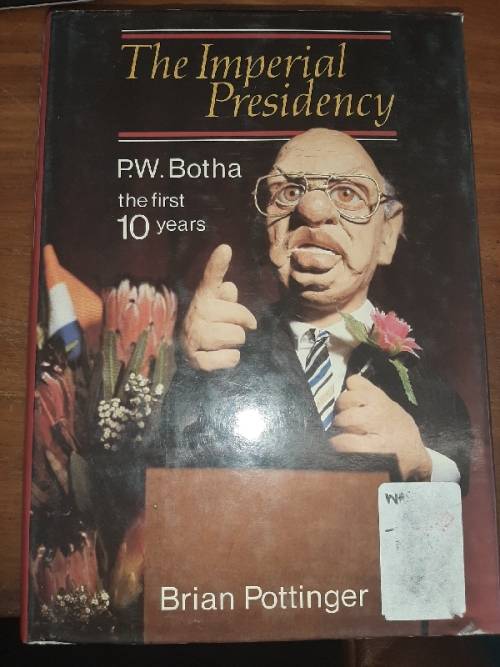 The Imperial
Presidency
P.W. Botha
the first
10 years
Brian Pottinger